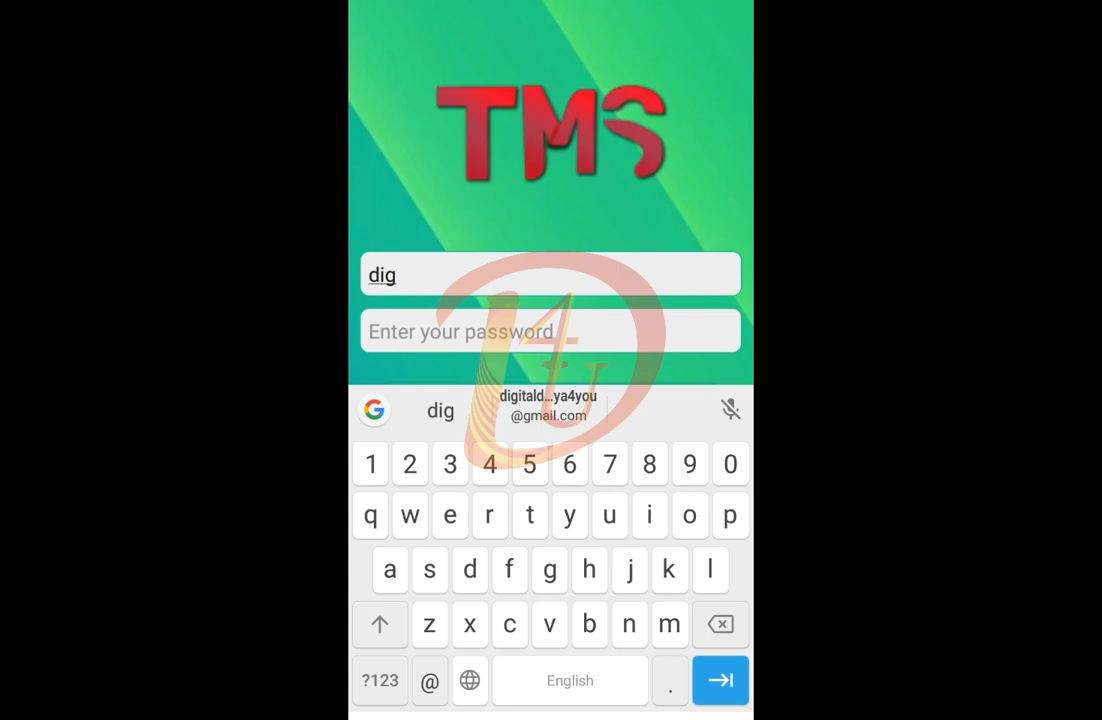 TMS
dig
Enter your password
D4U
dig
digitald...ya4you
@gmail.com
1 2 3 4 5 6 7 8 9 0
q w e r t y u i o p
a s d f g h j k l
z x c v b n m
?123 @ English .